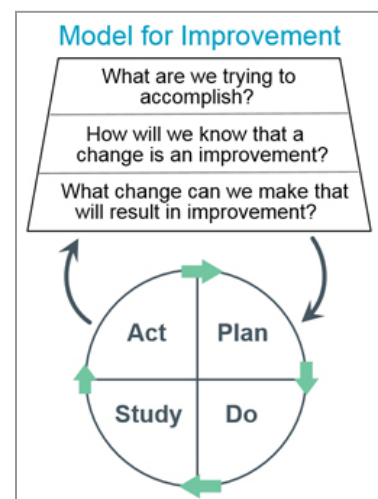 Model for Improvement
What are we trying to
accomplish?
How will we know that a
change is an improvement?
What change can we make that
will result in improvement?
Act
Plan
Study
Do